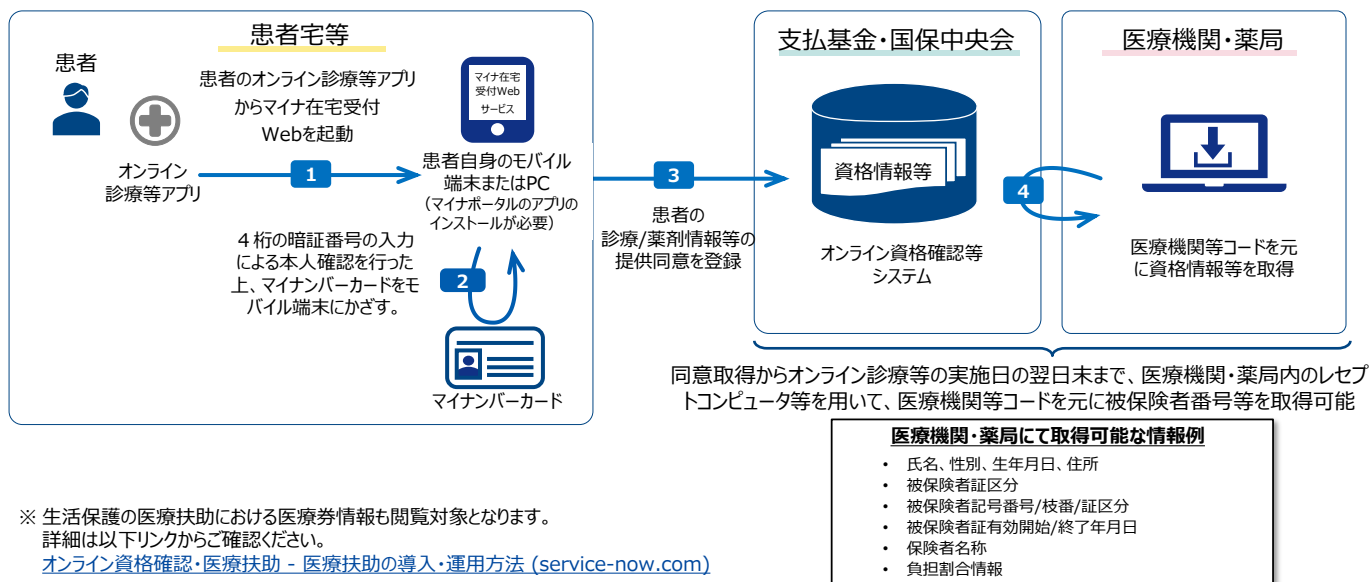 患者宅等
患者
患者のオンライン診療等アプリ
からマイナ在宅受付
Webを起動
マイナ在宅
受付Web
サービス
オンライン
診療等アプリ
1
患者自身のモバイル
端末またはPC
（マイナポータルのアプリの
インストールが必要）
４桁の暗証番号の入力
による本人確認を行った
上、マイナンバーカードをモ
バイル端末にかざす。
2
マイナンバーカード
3
患者の
診療/薬剤情報等の
提供同意を登録
支払基金・国保中央会
資格情報等
オンライン資格確認等
システム
4
医療機関・薬局
医療機関等コードを元
に資格情報等を取得
同意取得からオンライン診療等の実施日の翌日末まで、医療機関・薬局内のレセプ
トコンピュータ等を用いて、医療機関等コードを元に被保険者番号等を取得可能
医療機関・薬局にて取得可能な情報例
• 氏名、性別、生年月日、住所
• 被保険者証区分
• 被保険者記号番号/枝番/証区分
• 被保険者証有効開始/終了年月日
• 保険者名称
• 負担割合情報
※ 生活保護の医療扶助における医療券情報も閲覧対象となります。
詳細は以下リンクからご確認ください。
オンライン資格確認・医療扶助 - 医療扶助の導入・運用方法 (service-now.com)